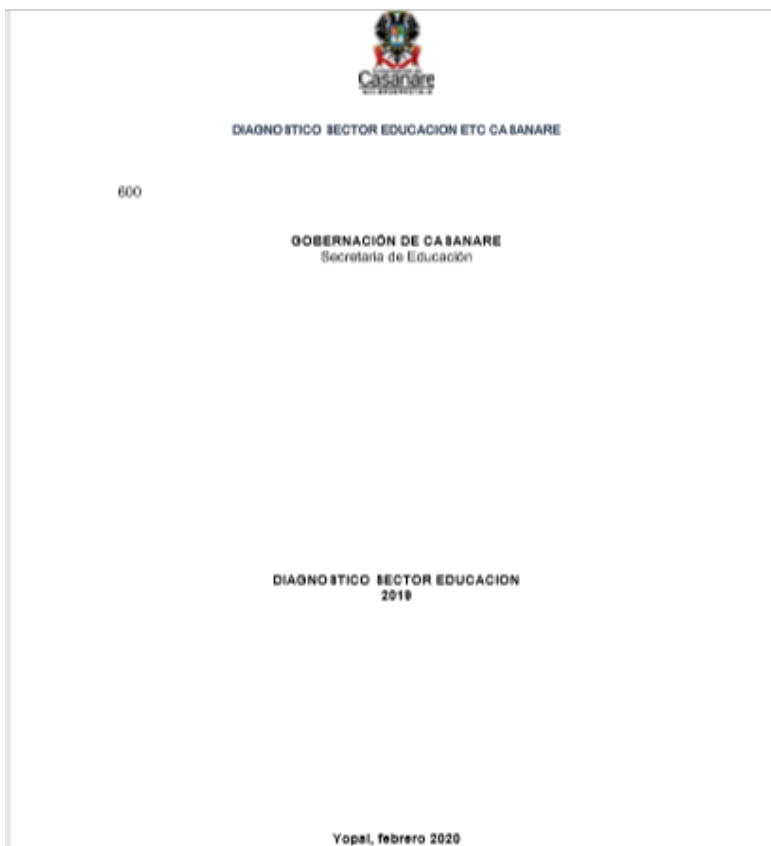 Casanare
DIAGNOSTICO SECTOR EDUCACION ETC CASANARE
600
GOBERNACIÓN DE CASANARE
Secretaria de Educación
DIAGNOSTICO SECTOR EDUCACION
2019
Yopal, febrero 2020